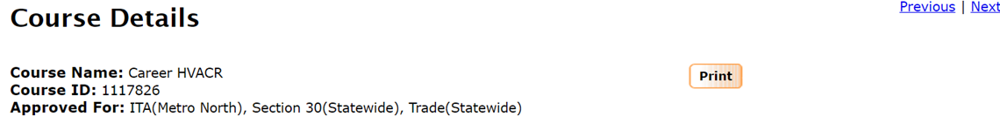 Previous | Next
Course Details
Course Name: Career HVACR
Print
Course ID: 1117826
Approved For: ITA(Metro North), Section 30(Statewide), Trade(Statewide)